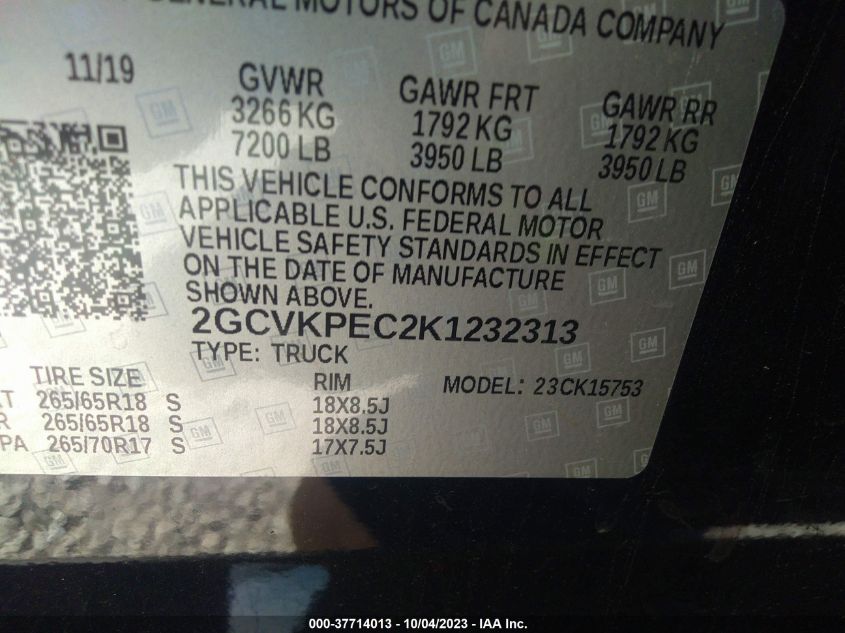 GENERAL MOTORS OF CANADA COMPANY
11/19
GVWR
3266 KG
7200 LB
GAWR FRT
1792 KG
3950 LB
GAWR RR
1792 KG
3950 LB
THIS VEHICLE CONFORMS TO ALL
APPLICABLE U.S. FEDERAL MOTOR
VEHICLE SAFETY STANDARDS IN EFFECT
ON THE DATE OF MANUFACTURE
SHOWN ABOVE.
2GCVKPEC2K1232313
TYPE: TRUCK
MODEL: 23CK15753
TIRE SIZE RIM
265/65R18 S 18X8.5J
265/65R18 S 18X8.5J
265/70R17 S 17X7.5J
GM
000-37714013 - 10/04/2023 - IAA Inc.